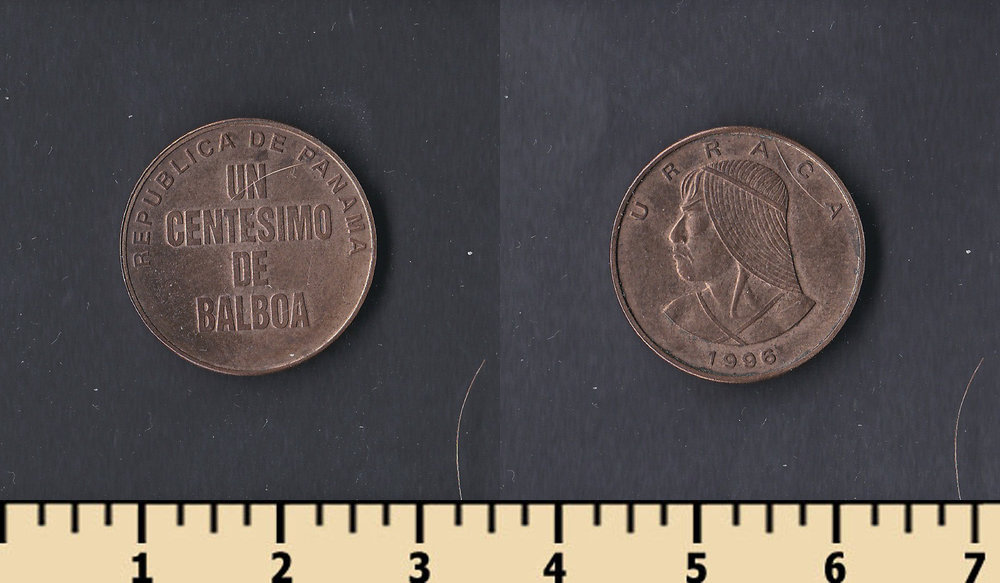 REPUBLICA DE PANAMA
UN
CENTESIMO
DE
BALBOA
URRACA
1996
1 2 3 4 5 6 7